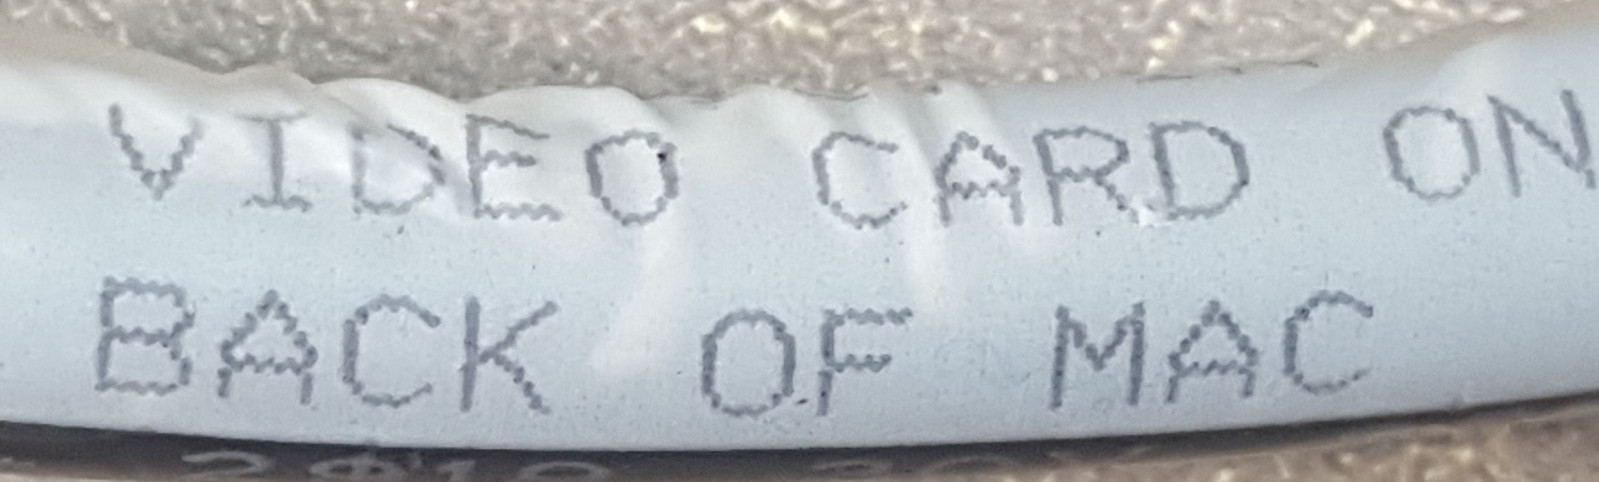 VIDEO CARD ON
BACK OF MAC